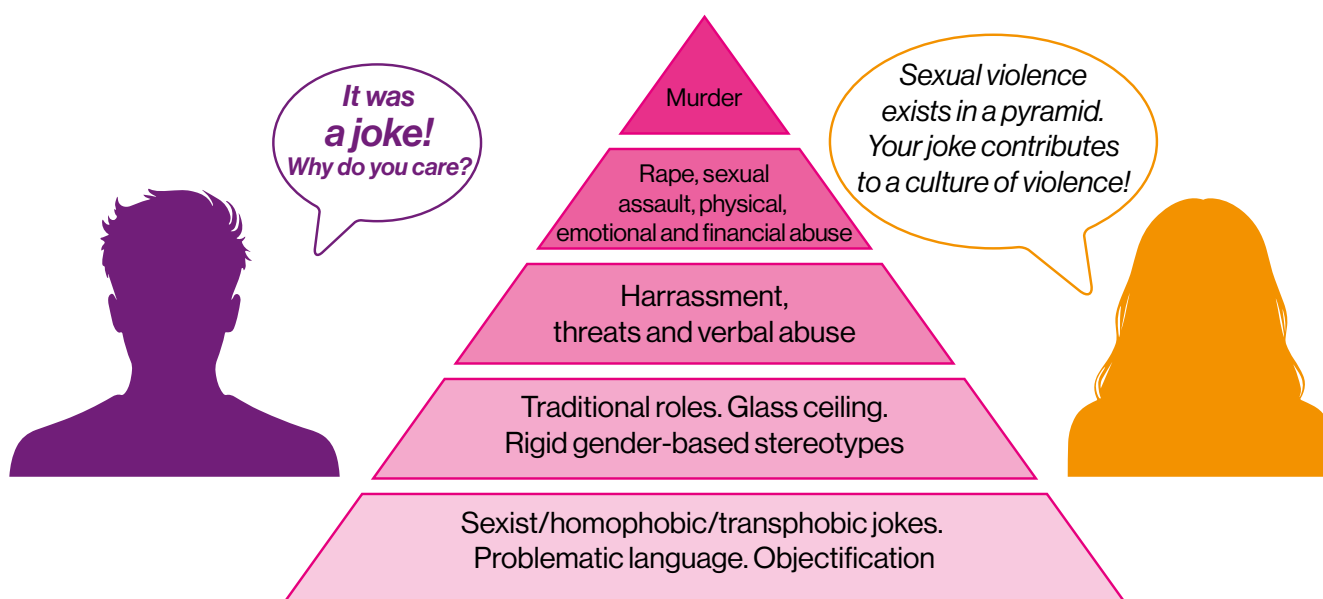 It was
a joke!
Why do you care?
Sexual violence
exists in a pyramid.
Your joke contributes
to a culture of violence!
Murder
Rape, sexual
assault, physical,
emotional and financial abuse
Harrassment,
threats and verbal abuse
Traditional roles. Glass ceiling.
Rigid gender-based stereotypes
Sexist/homophobic/transphobic jokes.
Problematic language. Objectification